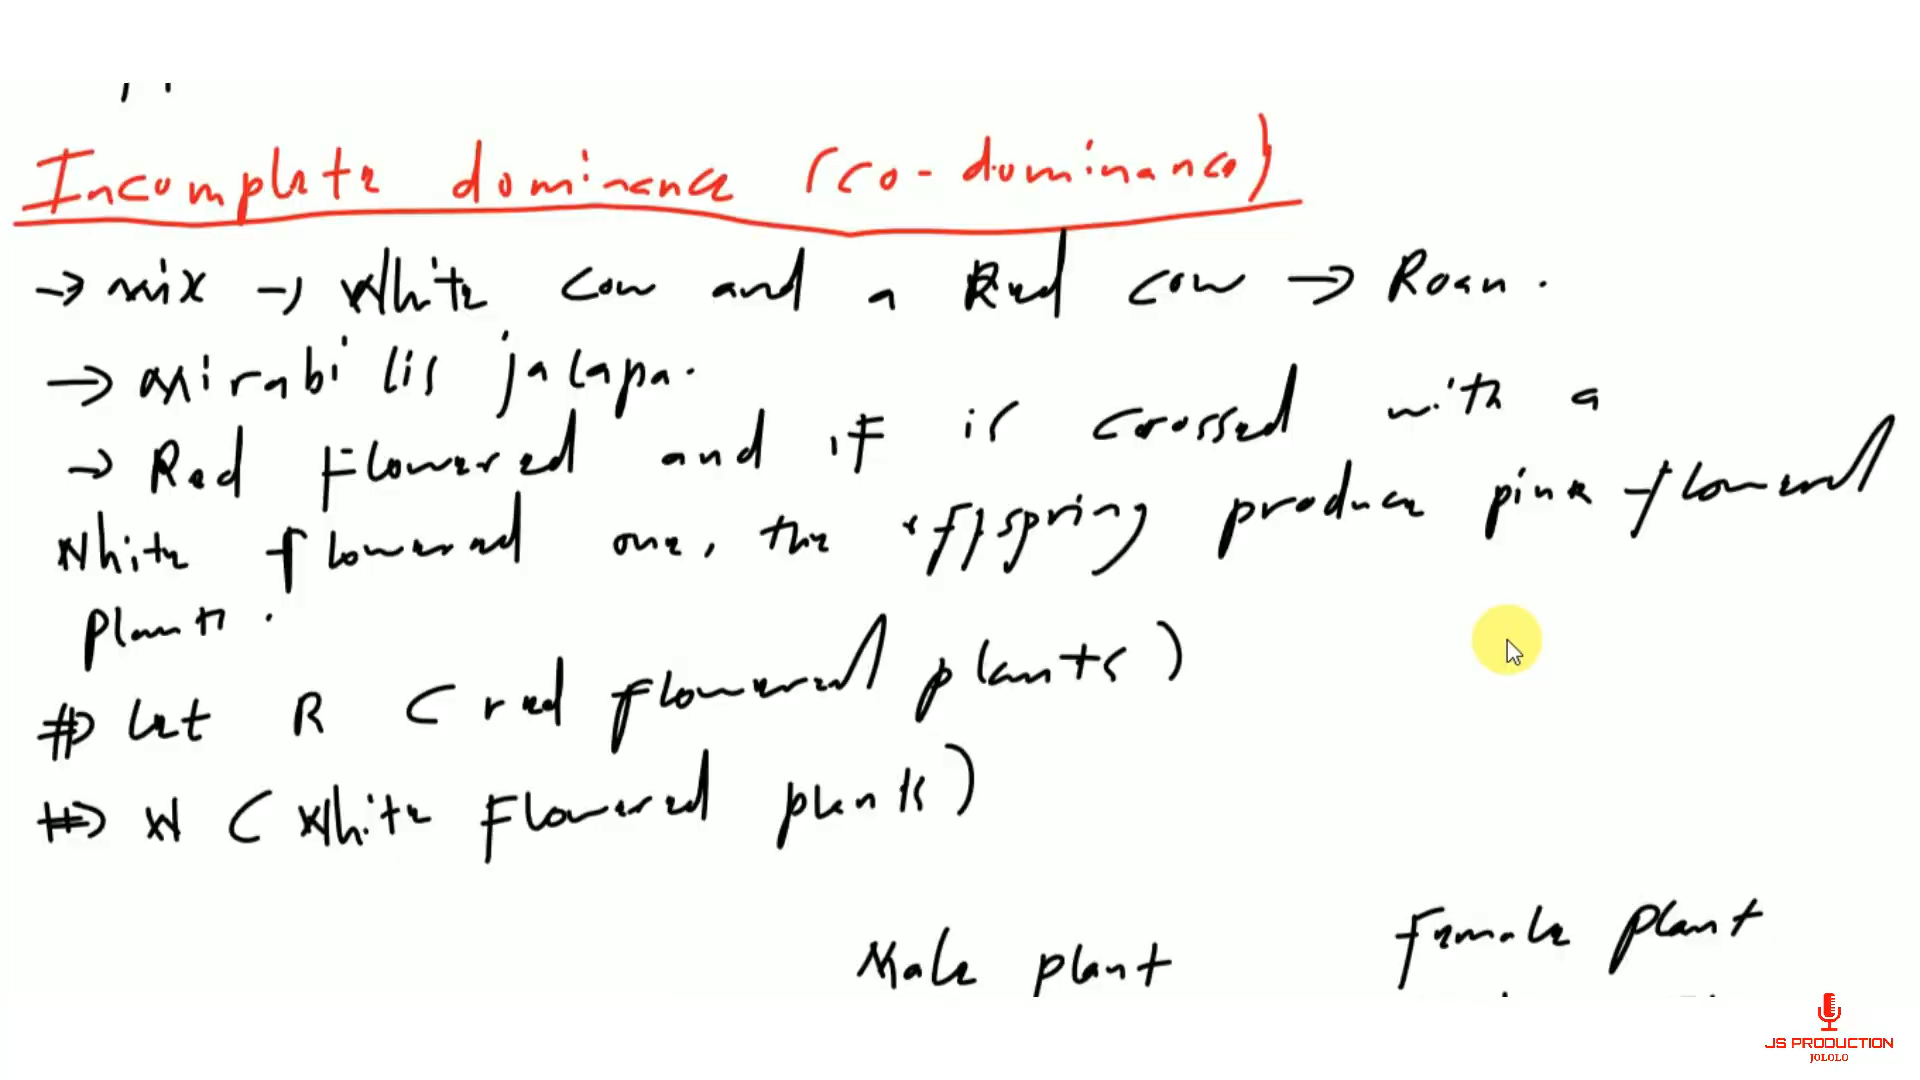 Incomplete dominance (co-dominance)
→ mix → White cow and a Red cow → Roan.
→ Mirabilis jalapa.
→ Red flowered and if is crossed with a
White flowered one, the offspring produce pink flowered
plants.
⇒ let R (red flowered plants)
⇒ W (White flowered plants)
Male plant Female plant
JS PRODUCTION
JOLOLO